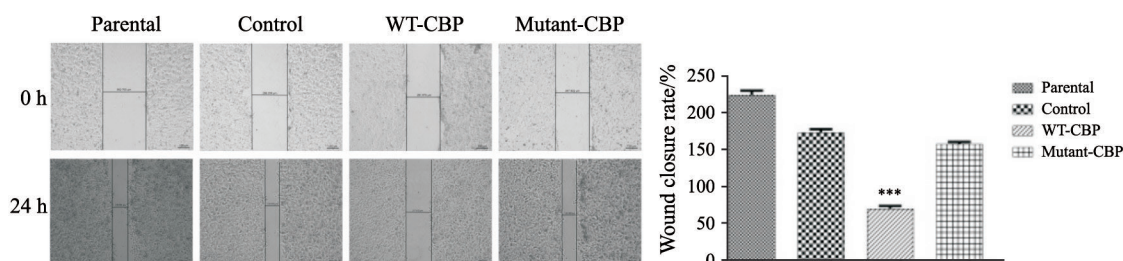 Parental Control WT-CBP Mutant-CBP
0 h
24 h
Wound closure rate/%
250
200
150
100
50
0
***
Parental
Control
WT-CBP
Mutant-CBP